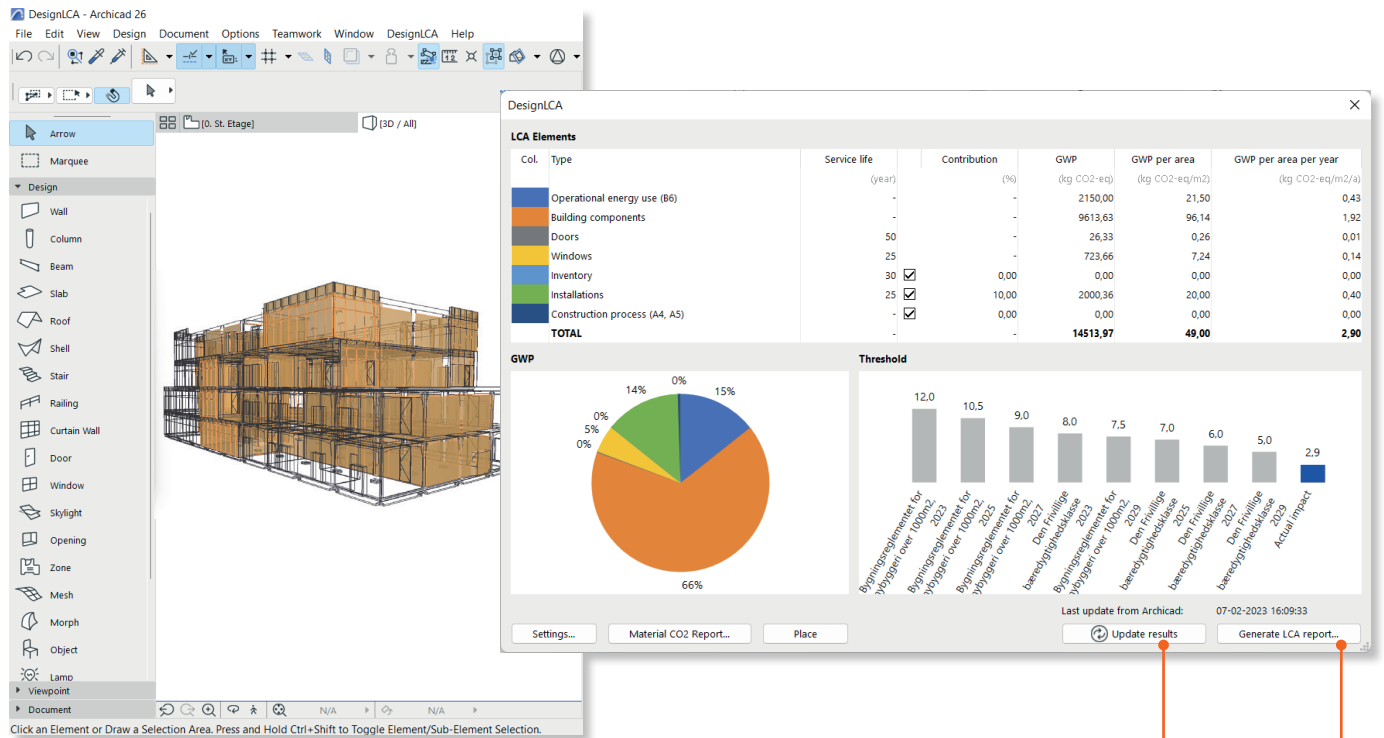 DesignLCA - Archicad 26
File Edit View Design Document Options Teamwork Window DesignLCA Help
[0. St. Etage]
[3D / All]
Arrow
Marquee
Design
Wall
Column
Beam
Slab
Roof
Shell
Stair
Railing
Curtain Wall
Door
Window
Skylight
Opening
Zone
Mesh
Morph
Object
Lamp
Viewpoint
Document
N/A
N/A
Click an Element or Draw a Selection Area. Press and Hold Ctrl+Shift to Toggle Element/Sub-Element Selection.
DesignLCA
LCA Elements
Col. Type Service life Contribution GWP GWP per area GWP per area per year
(year) (%) (kg CO2-eq) (kg CO2-eq/m2) (kg CO2-eq/m2/a)
Operational energy use (B6) - - 2150,00 21,50 0,43
Building components - - 9613,63 96,14 1,92
Doors 50 - 26,33 0,26 0,01
Windows 25 - 723,66 7,24 0,14
Inventory 30 0,00 0,00 0,00 0,00
Installations 25 10,00 2000,36 20,00 0,40
Construction process (A4, A5) - 0,00 0,00 0,00 0,00
TOTAL - - 14513,97 49,00 2,90
GWP
0%
14%
15%
0%
5%
0%
66%
Threshold
12,0
10,5
9,0
8,0
7,5
7,0
6,0
5,0
2,9
Bygningsreglementet for
nybyggeri over 1000m2,
2023
Bygningsreglementet for
nybyggeri over 1000m2,
2025
Bygningsreglementet for
nybyggeri over 1000m2,
2027
Den Frivillige
bæredygtighedsklasse
2023
Bygningsreglementet for
nybyggeri over 1000m2,
2029
Den Frivillige
bæredygtighedsklasse
2025
Den Frivillige
bæredygtighedsklasse
2027
Den Frivillige
bæredygtighedsklasse
2029
Actual impact
Last update from Archicad: 07-02-2023 16:09:33
Settings...
Material CO2 Report...
Place
Update results
Generate LCA report...